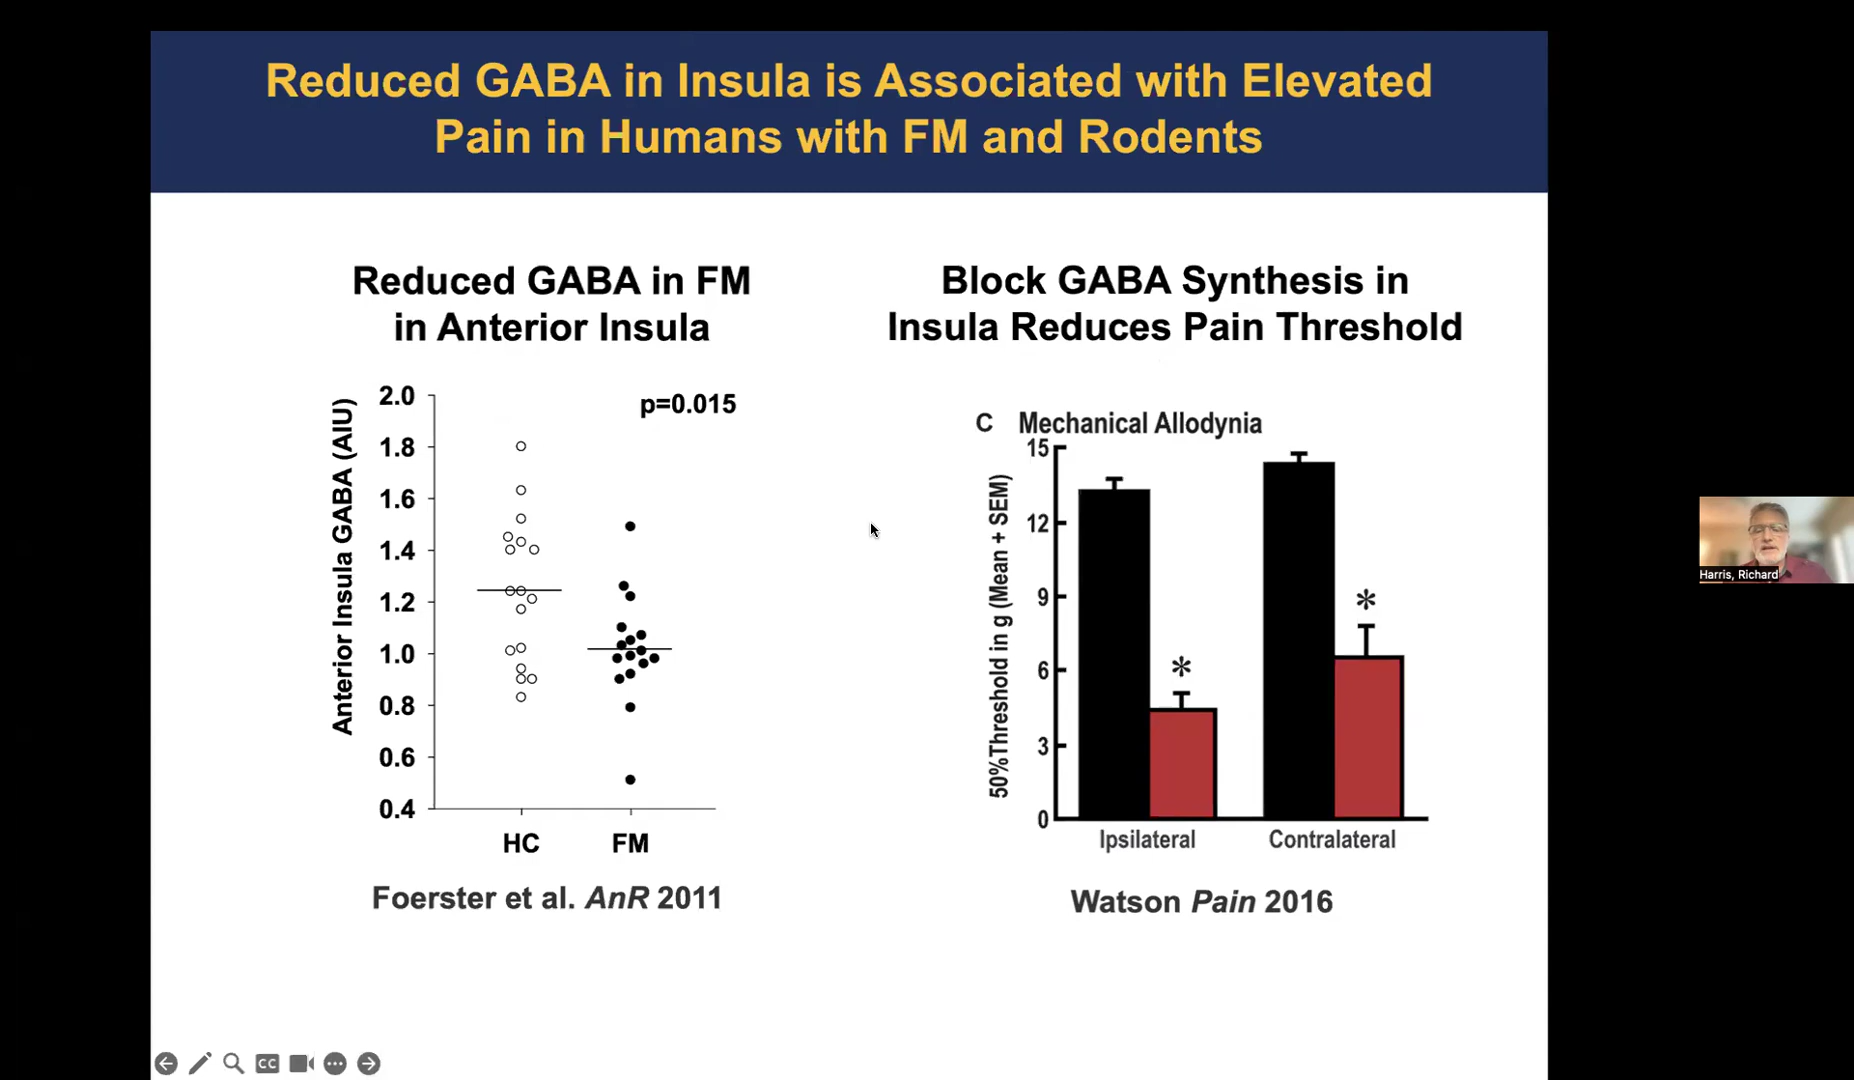 Reduced GABA in Insula is Associated with Elevated
Pain in Humans with FM and Rodents
Reduced GABA in FM
in Anterior Insula
Anterior Insula GABA (AIU)
2.0
1.8
1.6
1.4
1.2
1.0
0.8
0.6
0.4
p=0.015
HC FM
Foerster et al. AnR 2011
Block GABA Synthesis in
Insula Reduces Pain Threshold
C Mechanical Allodynia
50%Threshold in g (Mean + SEM)
15
12
9
6
3
0
*
*
Ipsilateral Contralateral
Watson Pain 2016
Harris, Richard
CC